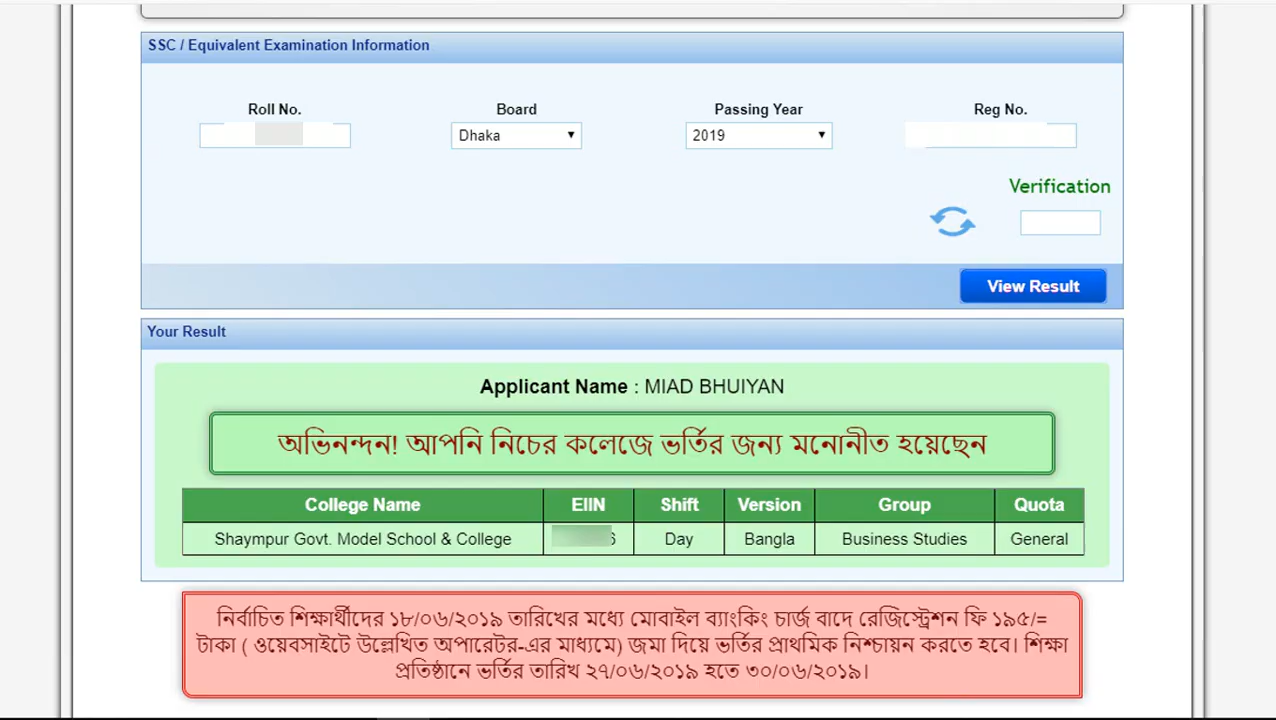 SSC / Equivalent Examination Information
Roll No. Board Passing Year Reg No.
Dhaka 2019
Verification
View Result
Your Result
Applicant Name : MIAD BHUIYAN
অভিনন্দন! আপনি নিচের কলেজে ভর্তির জন্য মনোনীত হয়েছেন
College Name EIIN Shift Version Group Quota
Shaympur Govt. Model School & College 6 Day Bangla Business Studies General
নির্বাচিত শিক্ষার্থীদের ১৮/০৬/২০১৯ তারিখের মধ্যে মোবাইল ব্যাংকিং চার্জ বাদে রেজিস্ট্রেশন ফি ১৯৫/=
টাকা ( ওয়েবসাইটে উল্লেখিত অপারেটর-এর মাধ্যমে) জমা দিয়ে ভর্তির প্রাথমিক নিশ্চায়ন করতে হবে। শিক্ষা
প্রতিষ্ঠানে ভর্তির তারিখ ২৭/০৬/২০১৯ হতে ৩০/০৬/২০১৯।